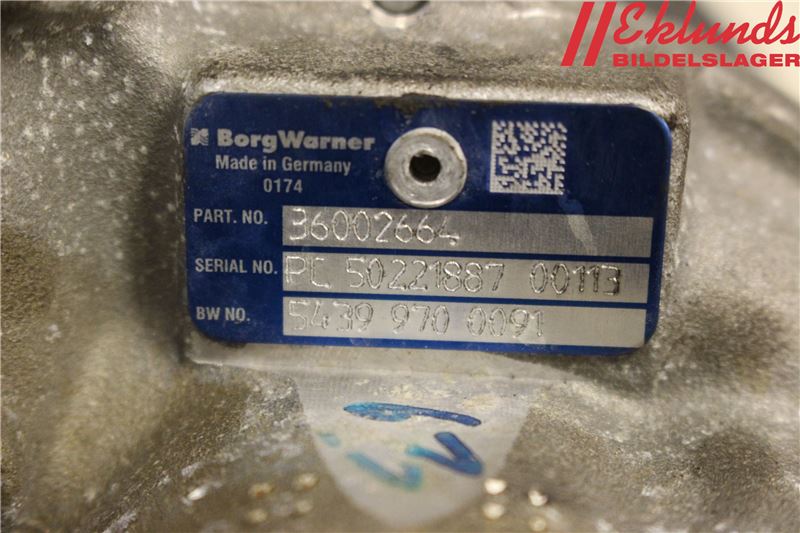 Eklunds
BILDELSLAGER
BorgWarner
Made in Germany
0174
PART. NO. 36002664
SERIAL NO. PC 50221887 00113
BW NO. 5439 970 0091